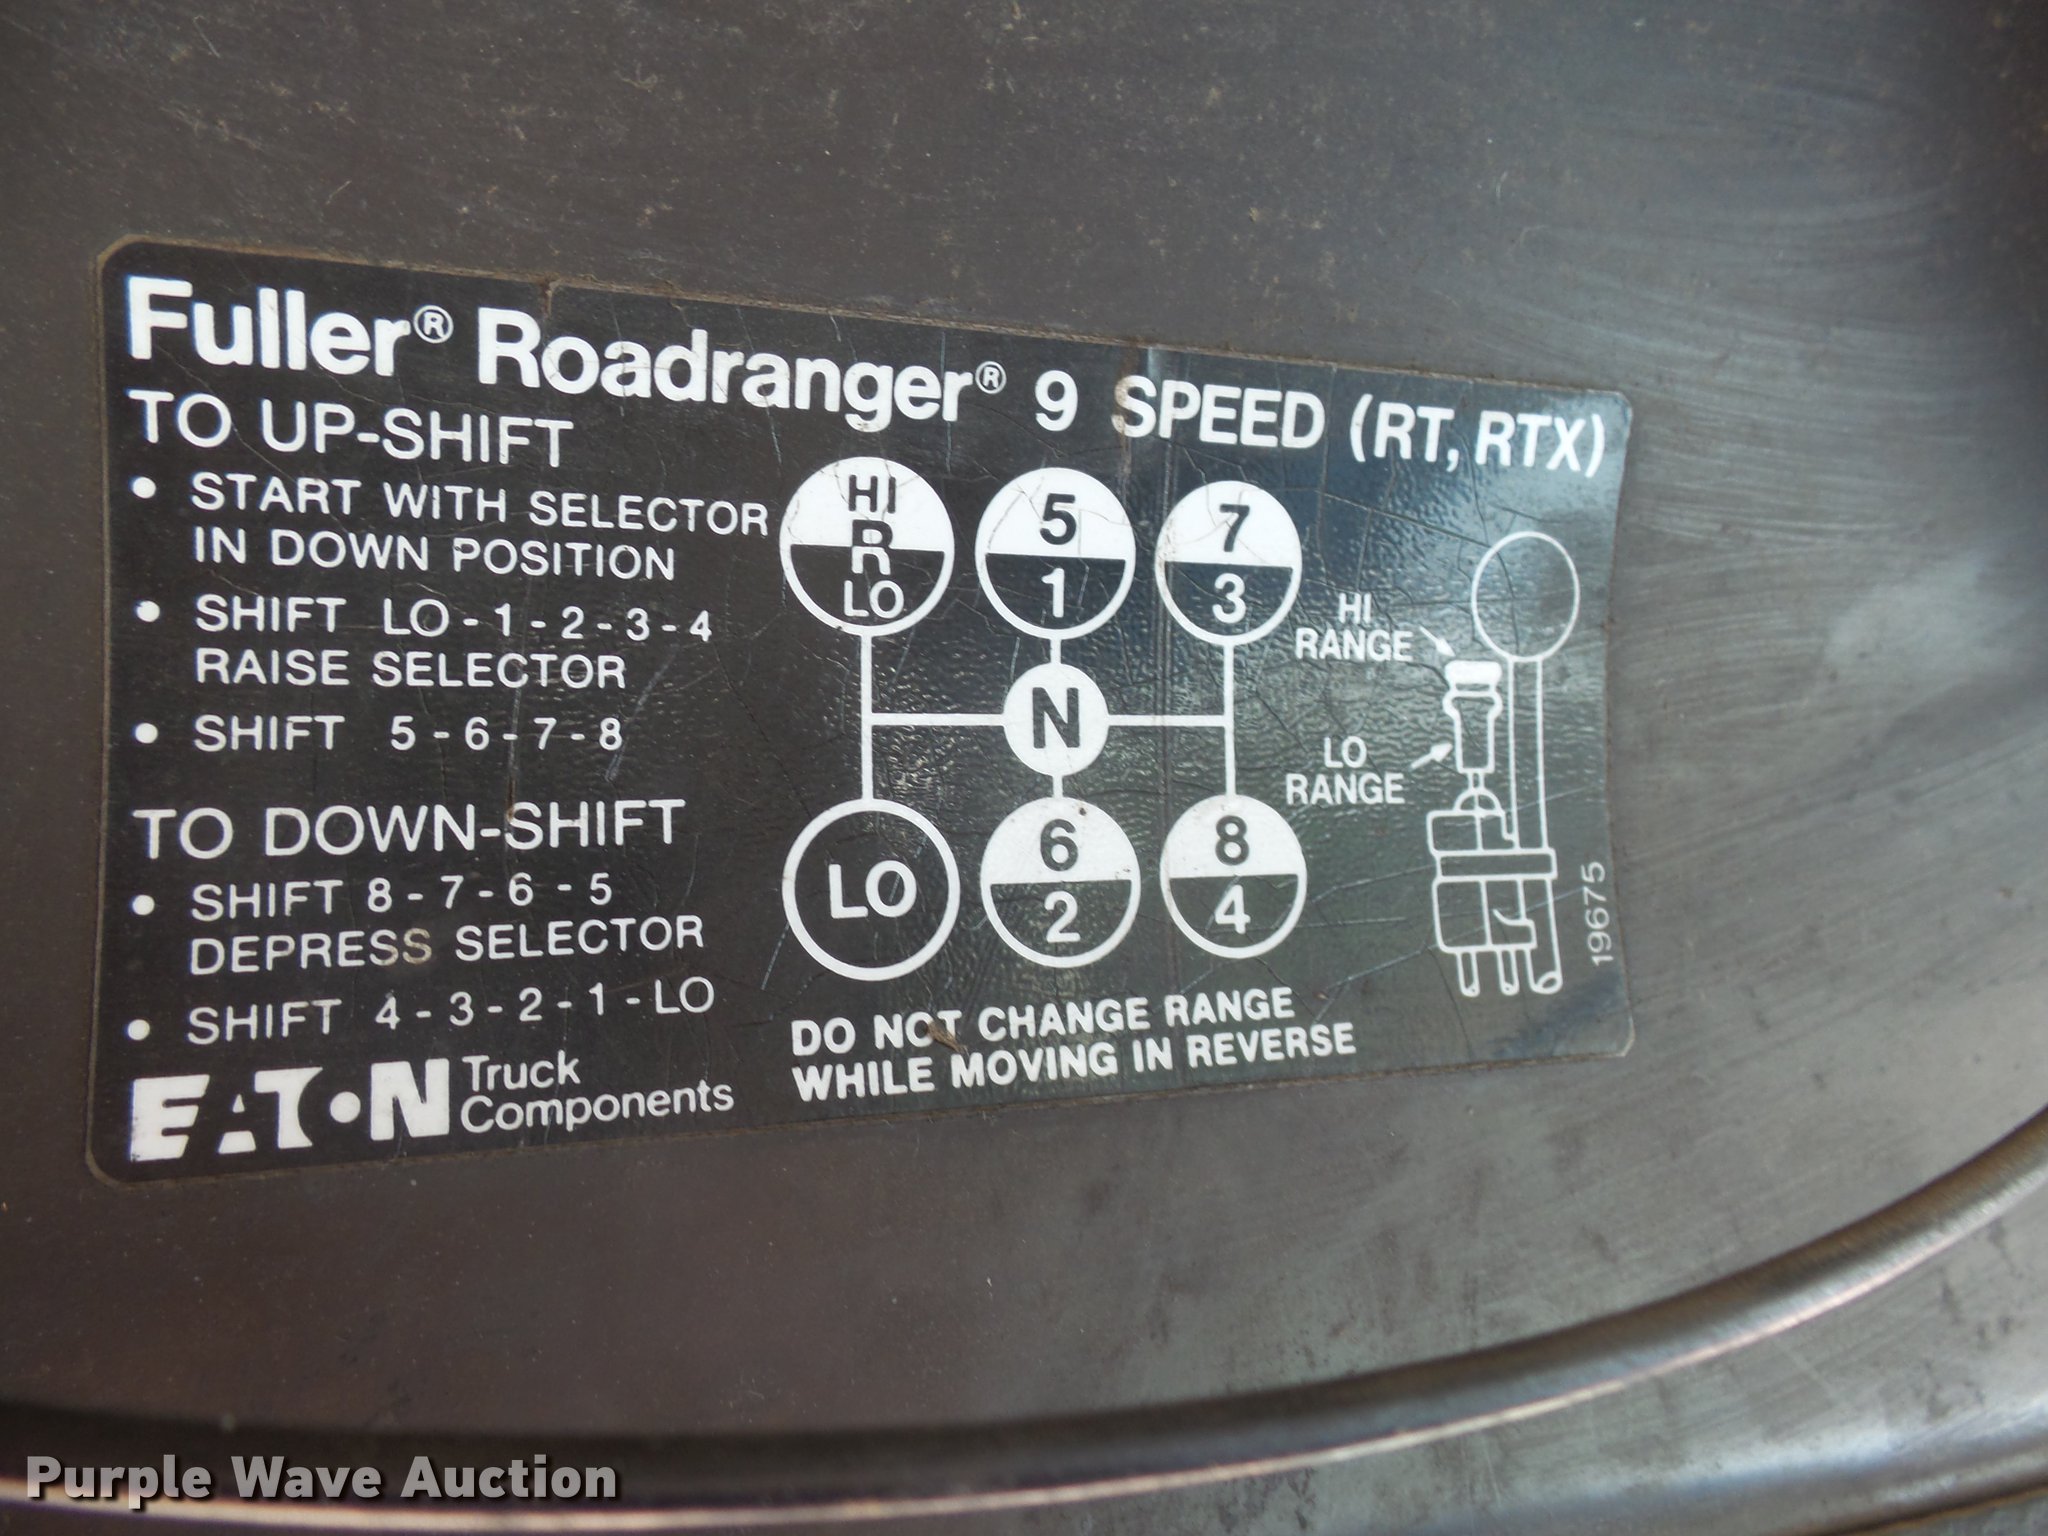 Fuller® Roadranger® 9 SPEED (RT, RTX)
TO UP-SHIFT
• START WITH SELECTOR
IN DOWN POSITION
• SHIFT LO-1-2-3-4
RAISE SELECTOR
• SHIFT 5-6-7-8
TO DOWN-SHIFT
• SHIFT 8-7-6-5
DEPRESS SELECTOR
• SHIFT 4-3-2-1-LO
EATON Truck
Components
HI
R
LO
5
1
7
3
N
LO
6
2
8
4
HI
RANGE
LO
RANGE
19675
DO NOT CHANGE RANGE
WHILE MOVING IN REVERSE
Purple Wave Auction